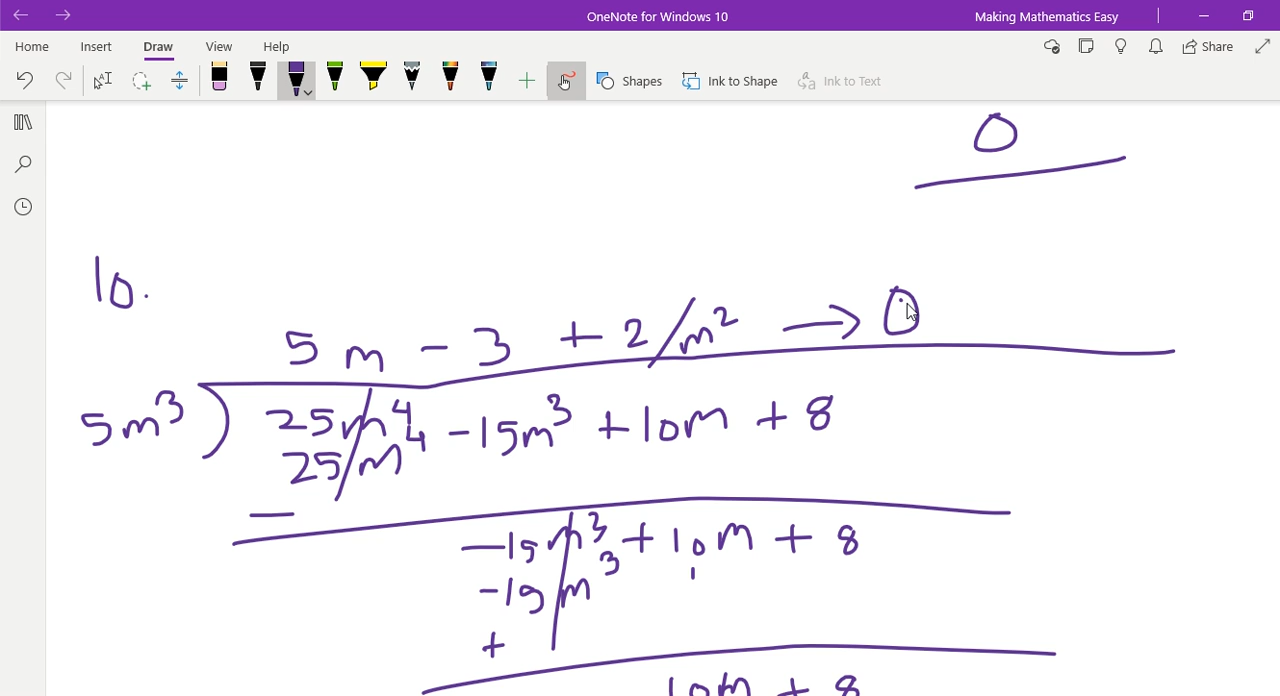 OneNote for Windows 10
Making Mathematics Easy
Home Insert Draw View Help
Share
Shapes Ink to Shape Ink to Text
0
10.
5m - 3 + 2/m² → 0
5m³ ) 25m⁴ - 15m³ + 10m + 8
25m⁴
-
-15m³ + 10m + 8
-15m³
+
10m + 8